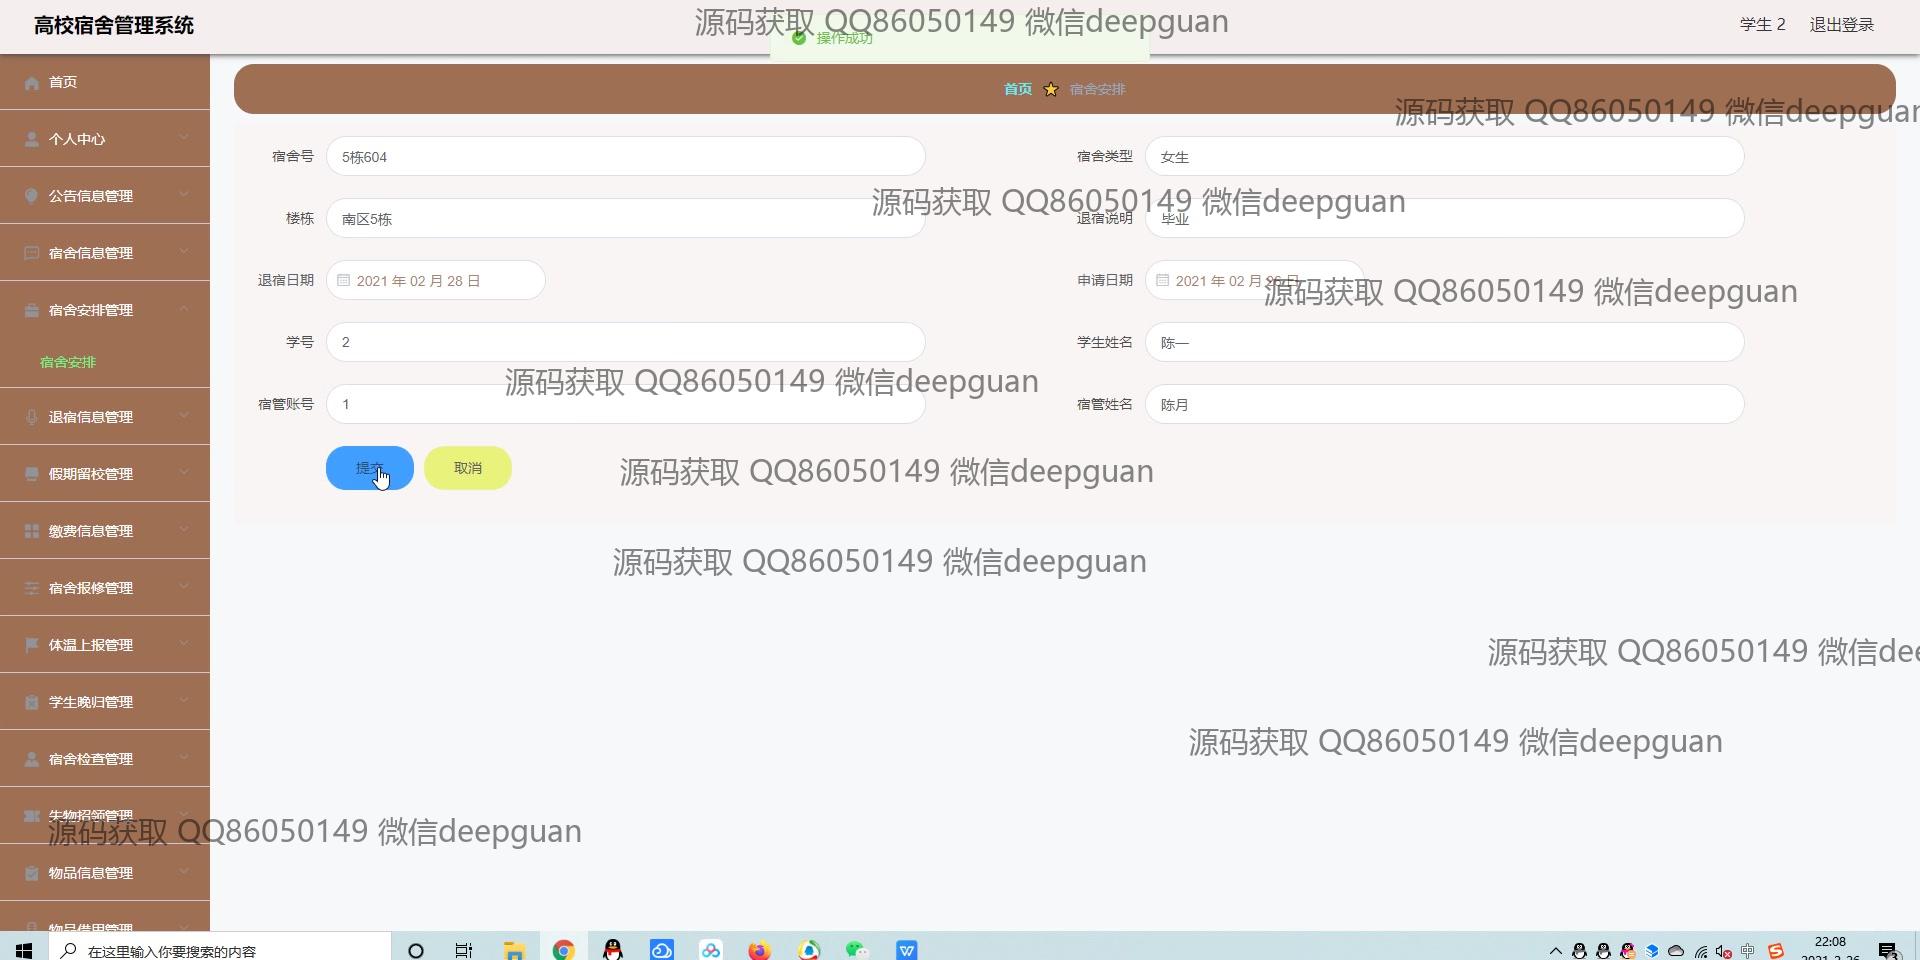 高校宿舍管理系统
源码获取 QQ86050149 微信deepguan
操作成功
学生 2
退出登录
首页
个人中心
公告信息管理
宿舍信息管理
宿舍安排管理
宿舍安排
退宿信息管理
假期留校管理
缴费信息管理
宿舍报修管理
体温上报管理
学生晚归管理
宿舍检查管理
失物招领管理
物品信息管理
物品借用管理
首页 宿舍安排
源码获取 QQ86050149 微信deepguan
宿舍号 5栋604
宿舍类型 女生
源码获取 QQ86050149 微信deepguan
楼栋 南区5栋
退宿说明 毕业
退宿日期 2021 年 02 月 28 日
申请日期 2021 年 02 月 26 日
源码获取 QQ86050149 微信deepguan
学号 2
学生姓名 陈一
源码获取 QQ86050149 微信deepguan
宿管账号 1
宿管姓名 陈月
提交
取消
源码获取 QQ86050149 微信deepguan
源码获取 QQ86050149 微信deepguan
源码获取 QQ86050149 微信dee
源码获取 QQ86050149 微信deepguan
源码获取 QQ86050149 微信deepguan
在这里输入你要搜索的内容
中
22:08
2021-2-26